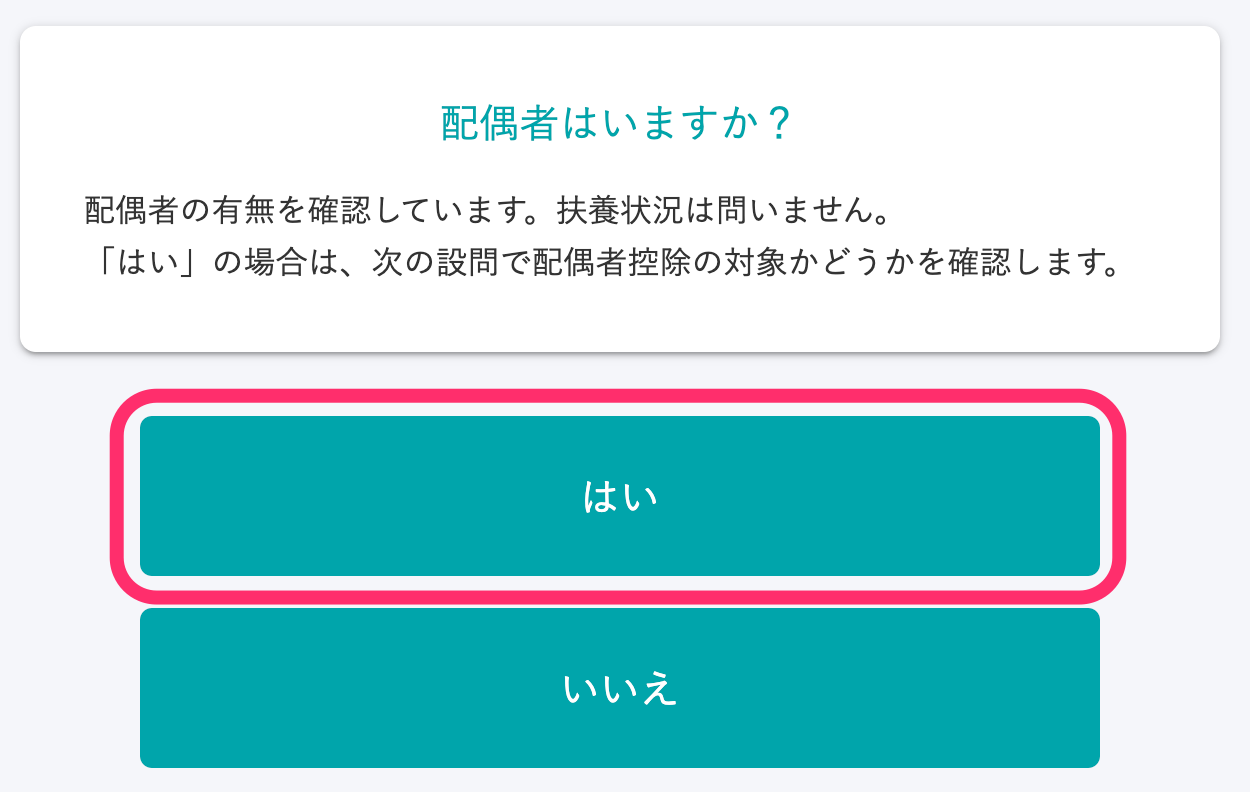 配偶者はいますか？
配偶者の有無を確認しています。扶養状況は問いません。
「はい」の場合は、次の設問で配偶者控除の対象かどうかを確認します。
はい
いいえ